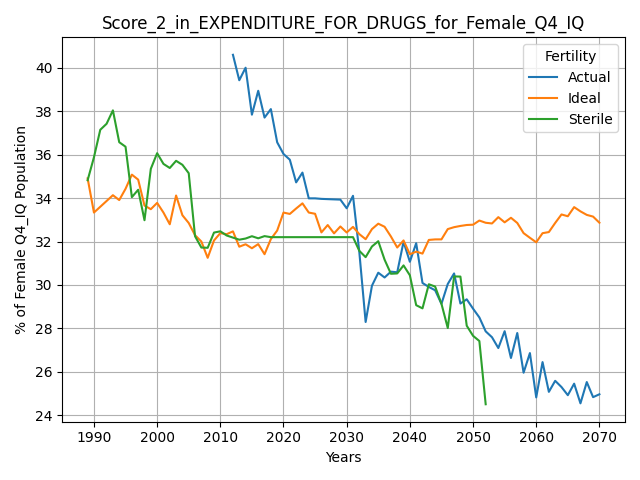 Score_2_in_EXPENDITURE_FOR_DRUGS_for_Female_Q4_IQ
Fertility
Actual
Ideal
Sterile
% of Female Q4_IQ Population
40
38
36
34
32
30
28
26
24
1990
2000
2010
2020
2030
2040
2050
2060
2070
Years